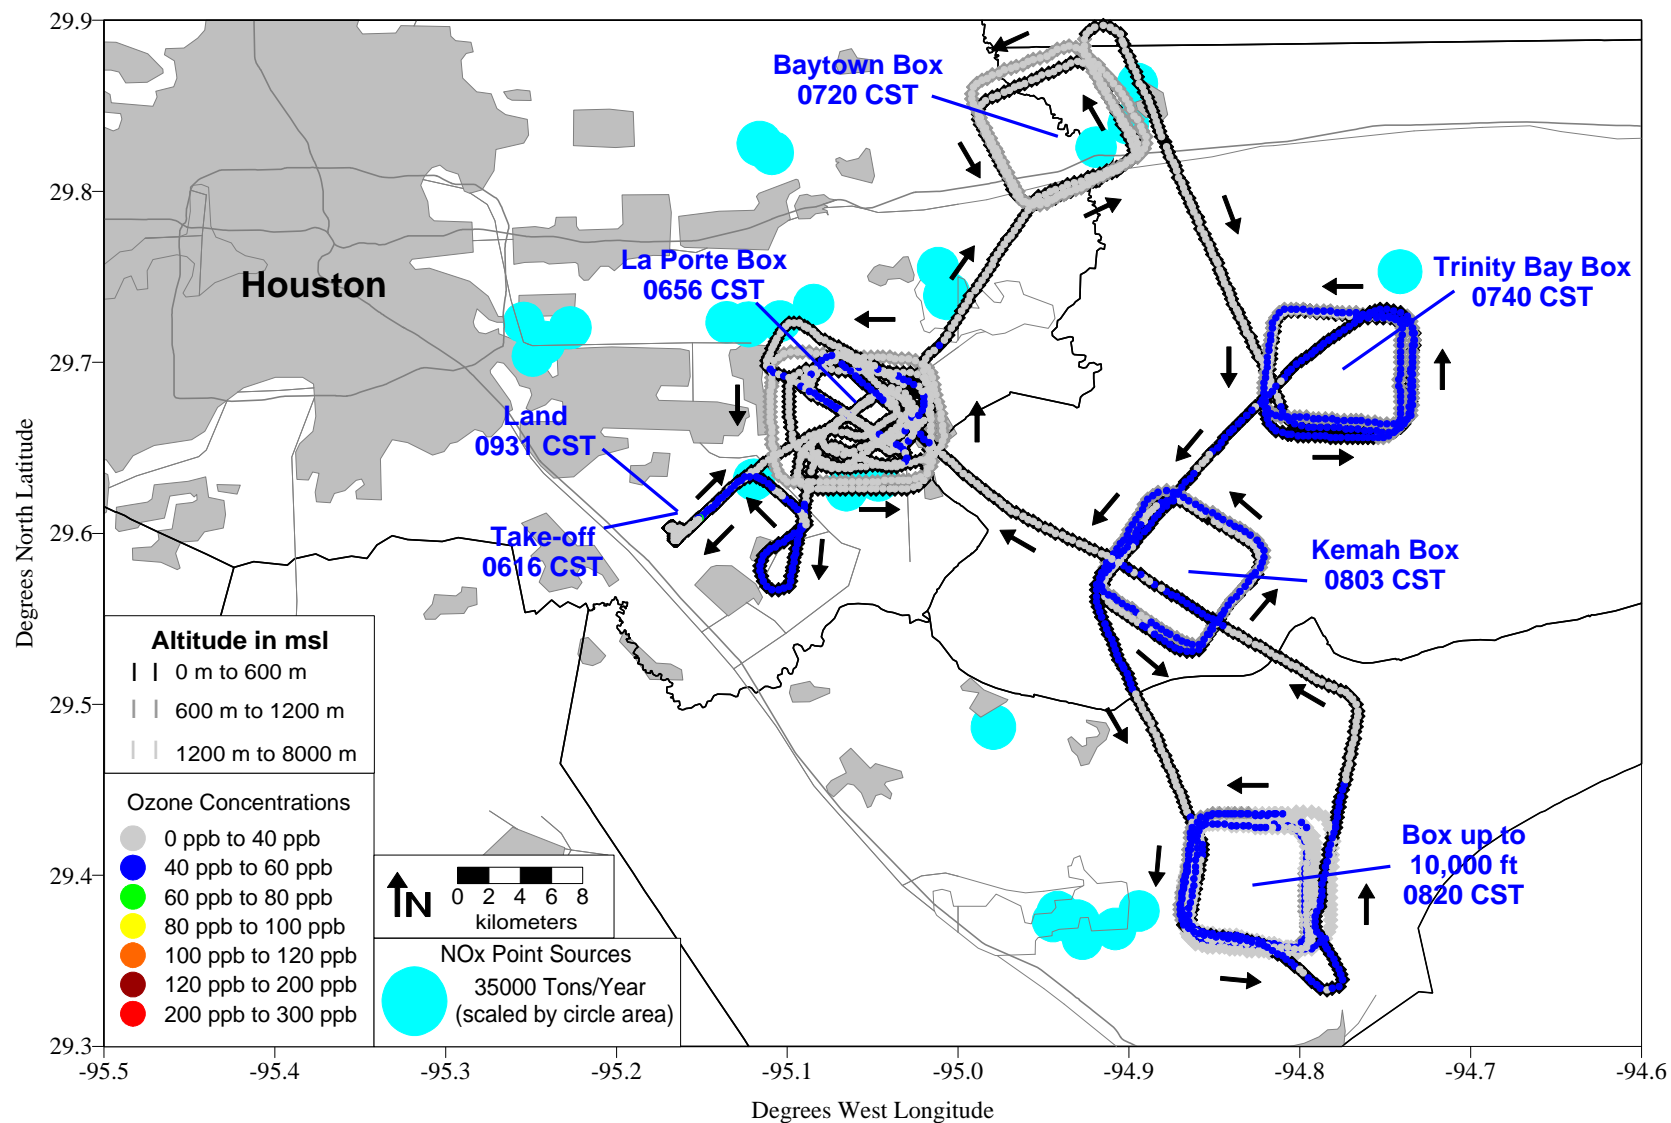 29.9
29.8
29.7
29.6
29.5
29.4
29.3
Degrees North Latitude
-95.5
-95.4
-95.3
-95.2
-95.1
-95.0
-94.9
-94.8
-94.7
-94.6
Degrees West Longitude
Baytown Box
0720 CST
Houston
La Porte Box
0656 CST
Trinity Bay Box
0740 CST
Land
0931 CST
Take-off
0616 CST
Kemah Box
0803 CST
Box up to
10,000 ft
0820 CST
Altitude in msl
0 m to 600 m
600 m to 1200 m
1200 m to 8000 m
Ozone Concentrations
0 ppb to 40 ppb
40 ppb to 60 ppb
60 ppb to 80 ppb
80 ppb to 100 ppb
100 ppb to 120 ppb
120 ppb to 200 ppb
200 ppb to 300 ppb
N
0 2 4 6 8
kilometers
NOx Point Sources
35000 Tons/Year
(scaled by circle area)